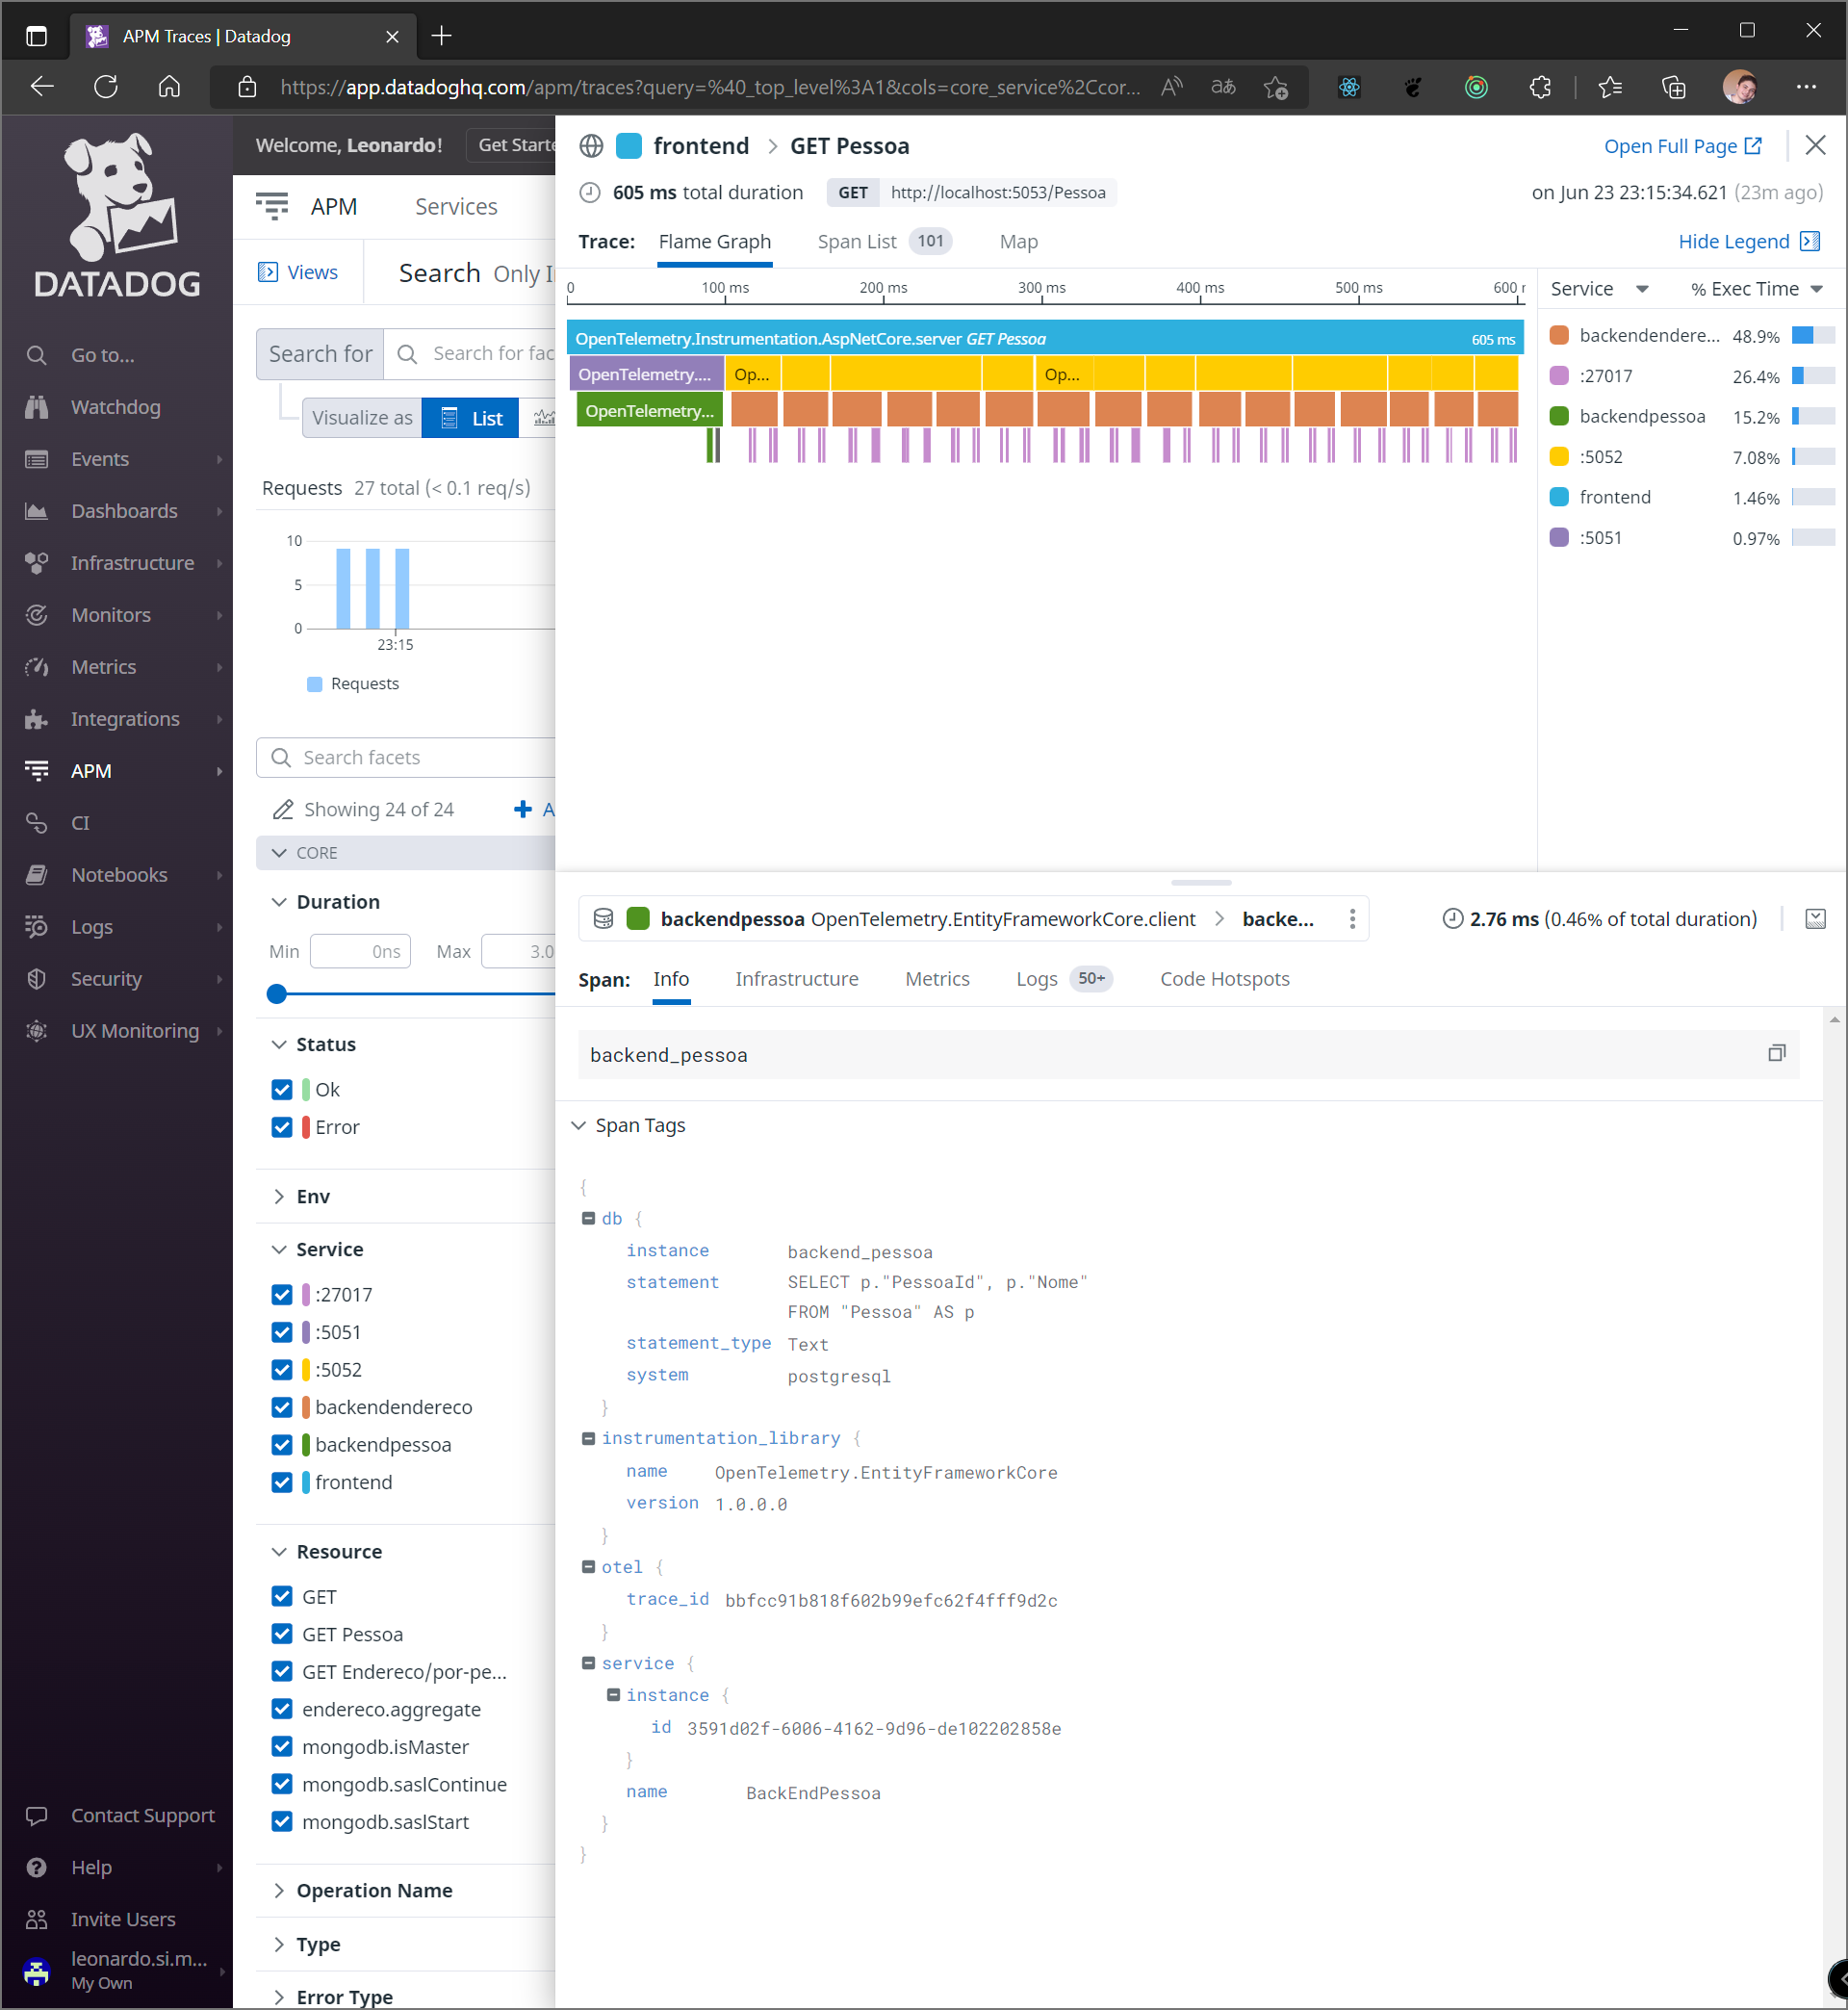 APM Traces | Datadog
https://app.datadoghq.com/apm/traces?query=%40_top_level%3A1&cols=core_service%2Ccor...
DATADOG
Go to...
Watchdog
Events
Dashboards
Infrastructure
Monitors
Metrics
Integrations
APM
CI
Notebooks
Logs
Security
UX Monitoring
Contact Support
Help
Invite Users
leonardo.si.m...
My Own
Welcome, Leonardo!
Get Starte
APM Services
Views
Search Only I
Search for Search for fac
Visualize as List
Requests 27 total (< 0.1 req/s)
10
5
0
23:15
Requests
Search facets
Showing 24 of 24 A
CORE
Duration
Min 0ns Max 3.0
Status
Ok
Error
Env
Service
:27017
:5051
:5052
backendendereco
backendpessoa
frontend
Resource
GET
GET Pessoa
GET Endereco/por-pe...
endereco.aggregate
mongodb.isMaster
mongodb.saslContinue
mongodb.saslStart
Operation Name
Type
Error Type
frontend > GET Pessoa
Open Full Page
605 ms total duration GET http://localhost:5053/Pessoa on Jun 23 23:15:34.621 (23m ago)
Trace: Flame Graph Span List 101 Map Hide Legend
0 100 ms 200 ms 300 ms 400 ms 500 ms 600
OpenTelemetry.Instrumentation.AspNetCore.server GET Pessoa 605 ms
OpenTelemetry.... Op... Op...
OpenTelemetry...
Service % Exec Time
backendendere... 48.9%
:27017 26.4%
backendpessoa 15.2%
:5052 7.08%
frontend 1.46%
:5051 0.97%
backendpessoa OpenTelemetry.EntityFrameworkCore.client > backe... 2.76 ms (0.46% of total duration)
Span: Info Infrastructure Metrics Logs 50+ Code Hotspots
backend_pessoa
Span Tags
{
db {
instance backend_pessoa
statement SELECT p."PessoaId", p."Nome"
FROM "Pessoa" AS p
statement_type Text
system postgresql
}
instrumentation_library {
name OpenTelemetry.EntityFrameworkCore
version 1.0.0.0
}
otel {
trace_id bbfcc91b818f602b99efc62f4fff9d2c
}
service {
instance {
id 3591d02f-6006-4162-9d96-de102202858e
}
name BackEndPessoa
}
}